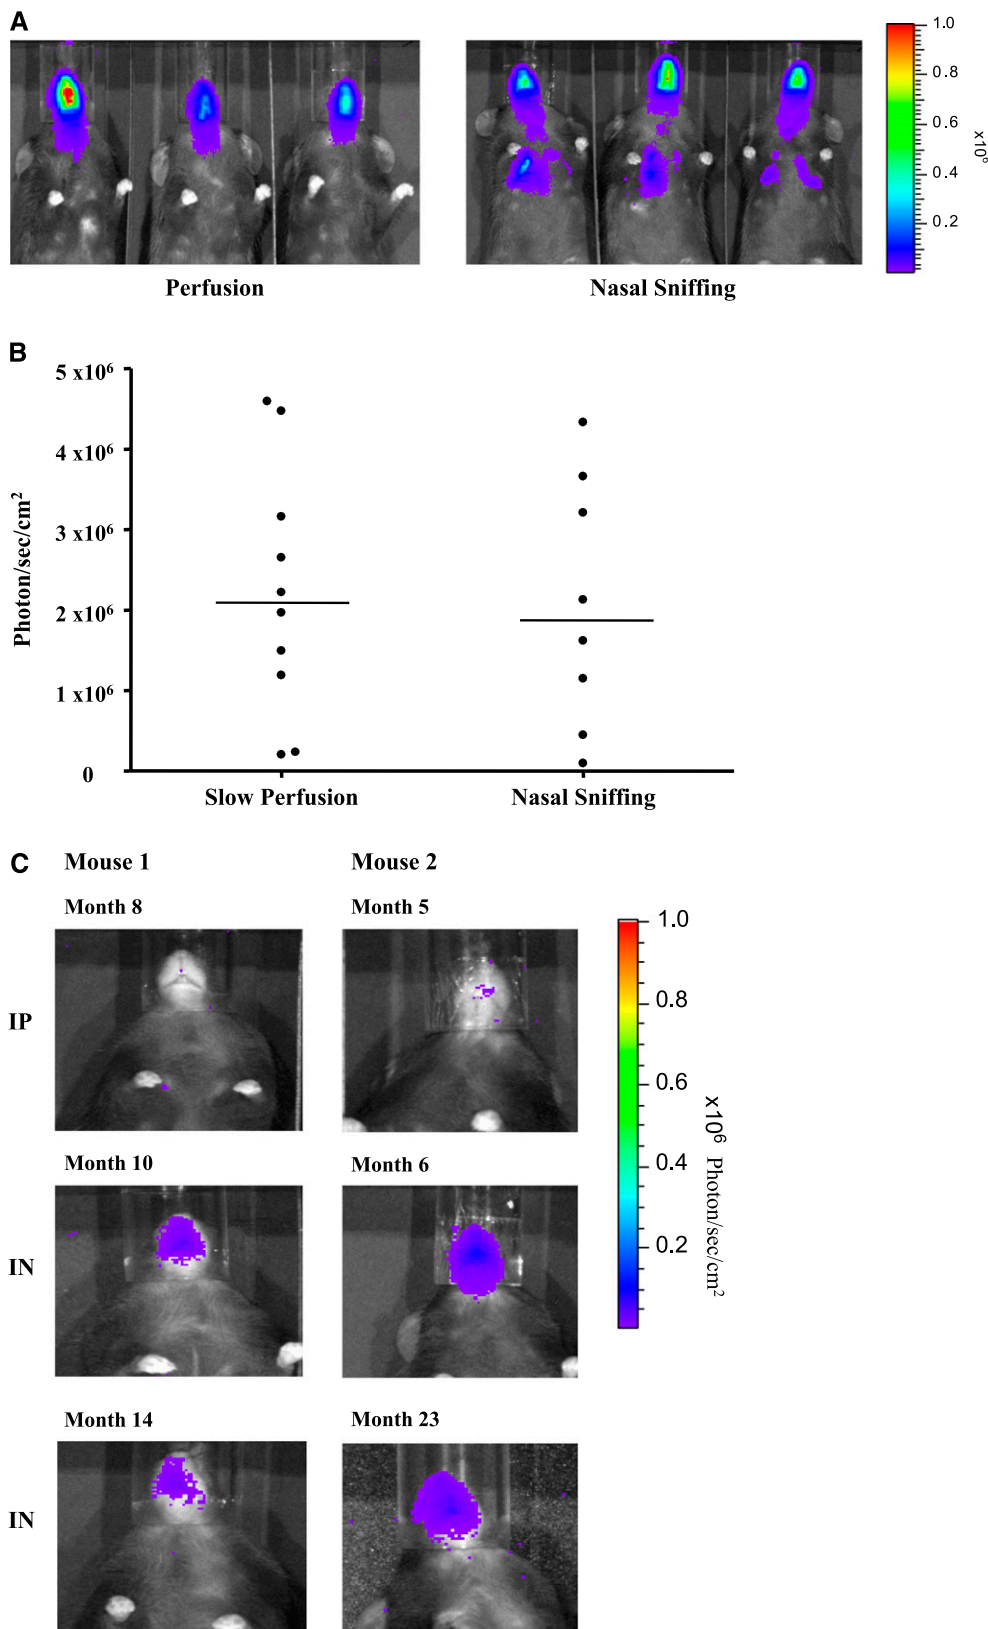 A
1.0
0.8
0.6
0.4
0.2
Perfusion
Nasal Sniffing
B
5 x10⁶
4 x10⁶
3 x10⁶
2 x10⁶
1 x10⁶
0
Photon/sec/cm²
Slow Perfusion
Nasal Sniffing
C
Mouse 1
Mouse 2
Month 8
Month 5
IP
Month 10
Month 6
IN
Month 14
Month 23
IN
1.0
0.8
0.6
0.4
0.2
x10⁶ Photon/sec/cm²